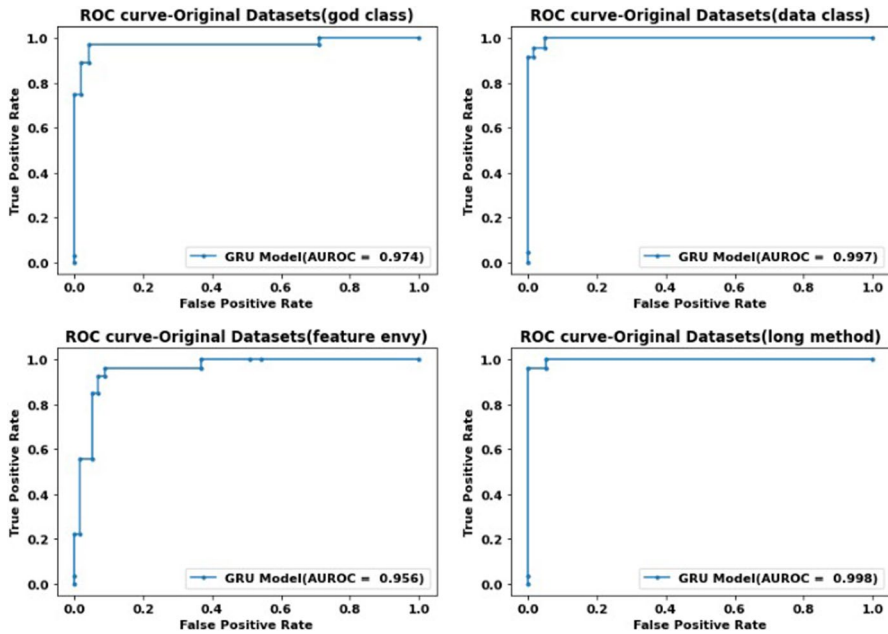 ROC curve-Original Datasets(god class)
1.0
0.8
0.6
0.4
0.2
0.0
True Positive Rate
GRU Model(AUROC =  0.974)
0.0 0.2 0.4 0.6 0.8 1.0
False Positive Rate
ROC curve-Original Datasets(data class)
1.0
0.8
0.6
0.4
0.2
0.0
True Positive Rate
GRU Model(AUROC =  0.997)
0.0 0.2 0.4 0.6 0.8 1.0
False Positive Rate
ROC curve-Original Datasets(feature envy)
1.0
0.8
0.6
0.4
0.2
0.0
True Positive Rate
GRU Model(AUROC =  0.956)
0.0 0.2 0.4 0.6 0.8 1.0
False Positive Rate
ROC curve-Original Datasets(long method)
1.0
0.8
0.6
0.4
0.2
0.0
True Positive Rate
GRU Model(AUROC =  0.998)
0.0 0.2 0.4 0.6 0.8 1.0
False Positive Rate